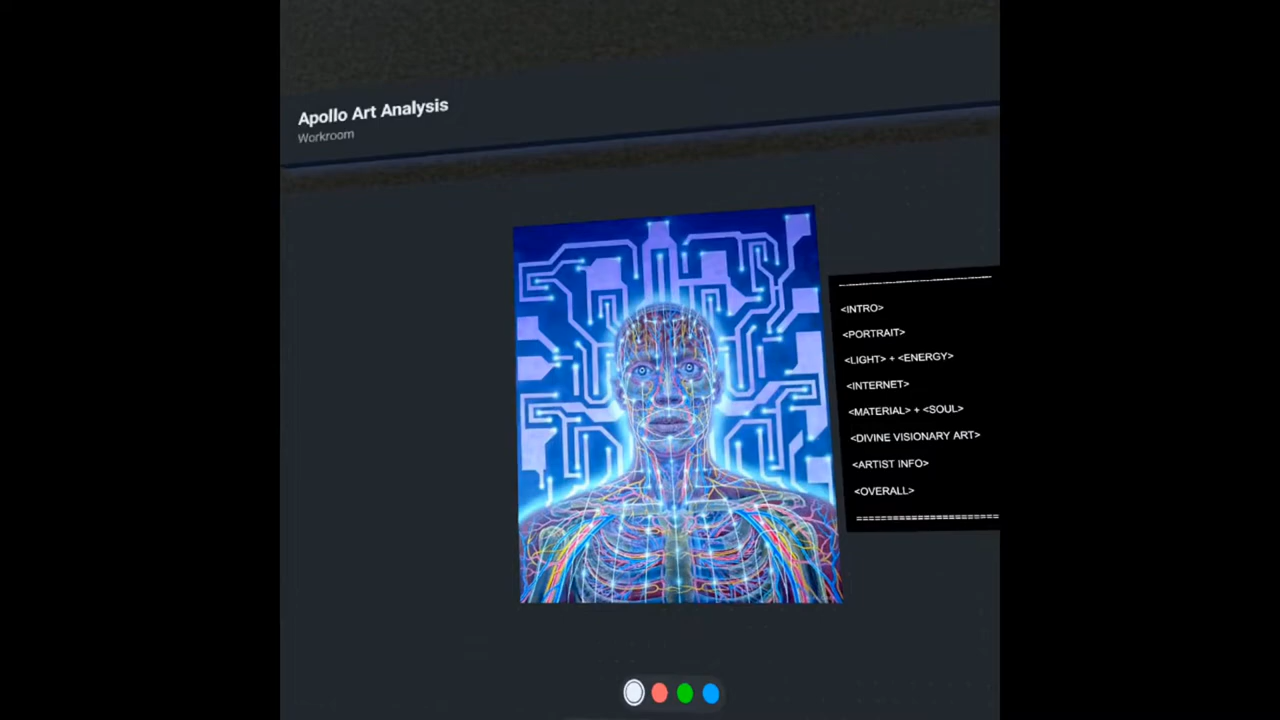 Apollo Art Analysis
Workroom
<INTRO>
<PORTRAIT>
<LIGHT> + <ENERGY>
<INTERNET>
<MATERIAL> + <SOUL>
<DIVINE VISIONARY ART>
<ARTIST INFO>
<OVERALL>